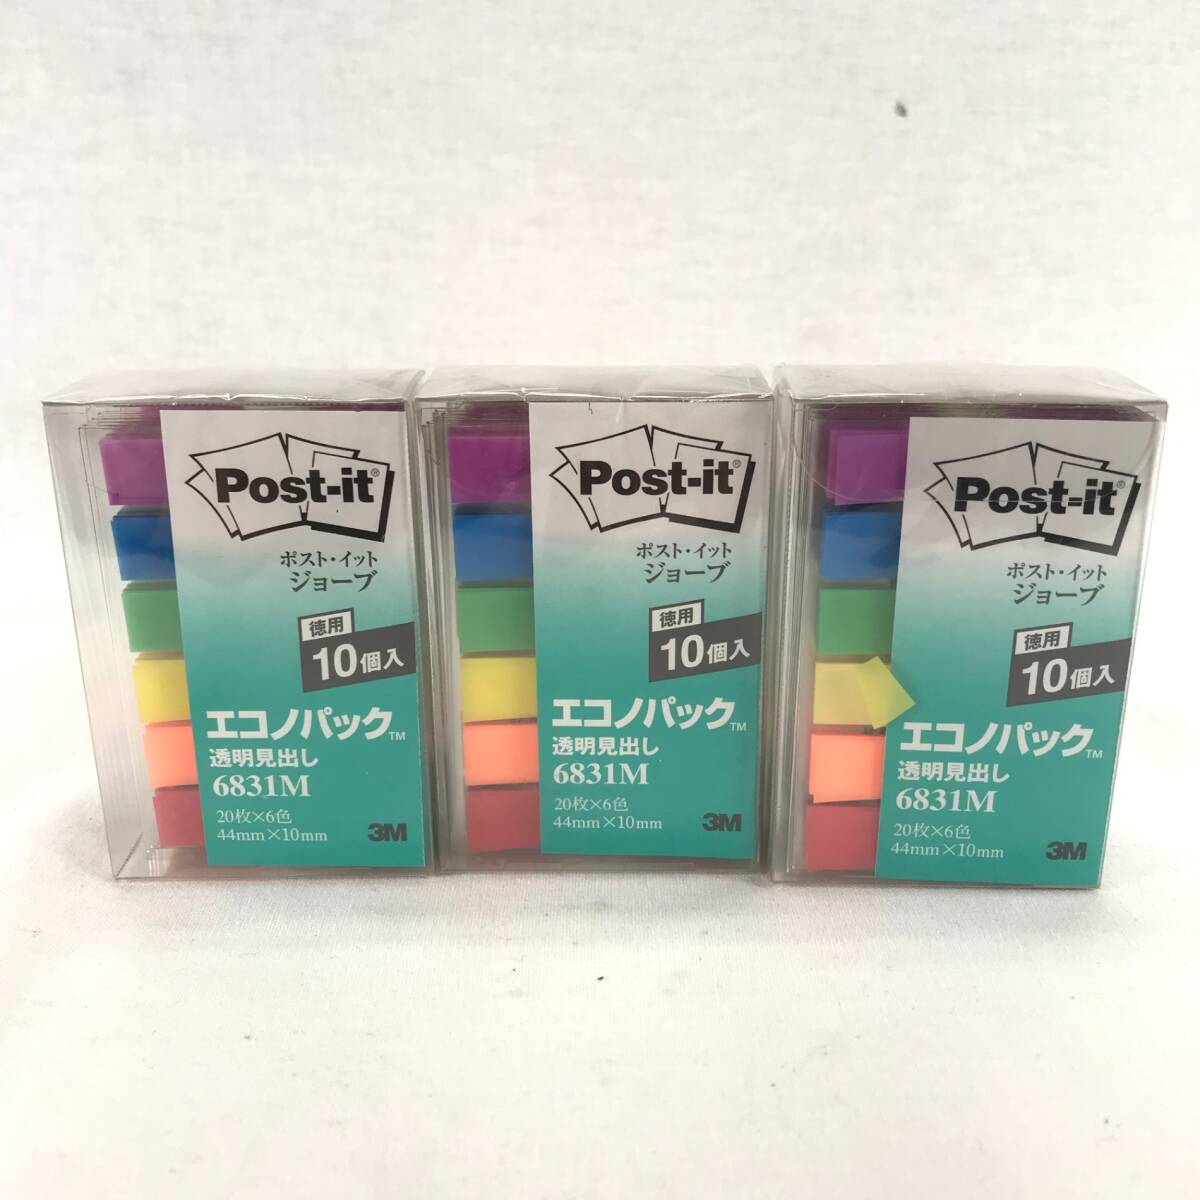 Post-it®
ポスト・イット
ジョーブ
徳用
10個入
エコノパック™
透明見出し
6831M
20枚×6色
44mm×10mm
3M
Post-it®
ポスト・イット
ジョーブ
徳用
10個入
エコノパック™
透明見出し
6831M
20枚×6色
44mm×10mm
3M
Post-it®
ポスト・イット
ジョーブ
徳用
10個入
エコノパック™
透明見出し
6831M
20枚×6色
44mm×10mm
3M